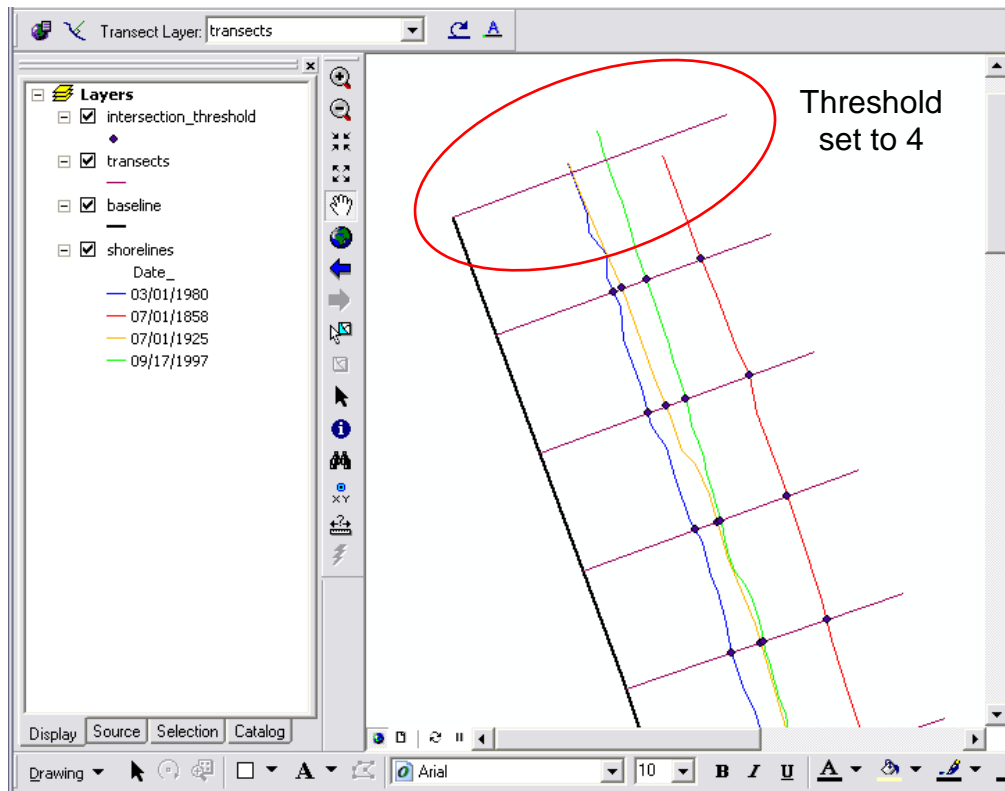 Transect Layer: transects
A
Layers
intersection_threshold
transects
baseline
shorelines
Date_
03/01/1980
07/01/1858
07/01/1925
09/17/1997
XY
Threshold
set to 4
Display Source Selection Catalog
Drawing A Arial 10 B I U A